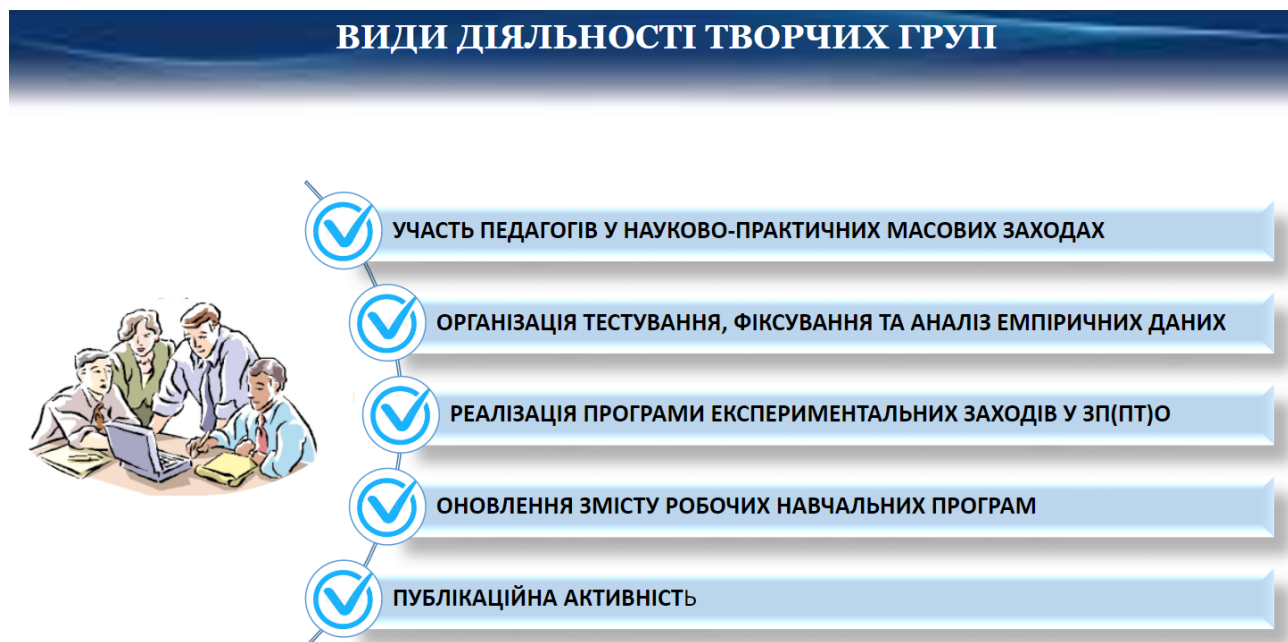 ВИДИ ДІЯЛЬНОСТІ ТВОРЧИХ ГРУП
УЧАСТЬ ПЕДАГОГІВ У НАУКОВО-ПРАКТИЧНИХ МАСОВИХ ЗАХОДАХ
ОРГАНІЗАЦІЯ ТЕСТУВАННЯ, ФІКСУВАННЯ ТА АНАЛІЗ ЕМПІРИЧНИХ ДАНИХ
РЕАЛІЗАЦІЯ ПРОГРАМИ ЕКСПЕРИМЕНТАЛЬНИХ ЗАХОДІВ У ЗП(ПТ)О
ОНОВЛЕННЯ ЗМІСТУ РОБОЧИХ НАВЧАЛЬНИХ ПРОГРАМ
ПУБЛІКАЦІЙНА АКТИВНІСТЬ